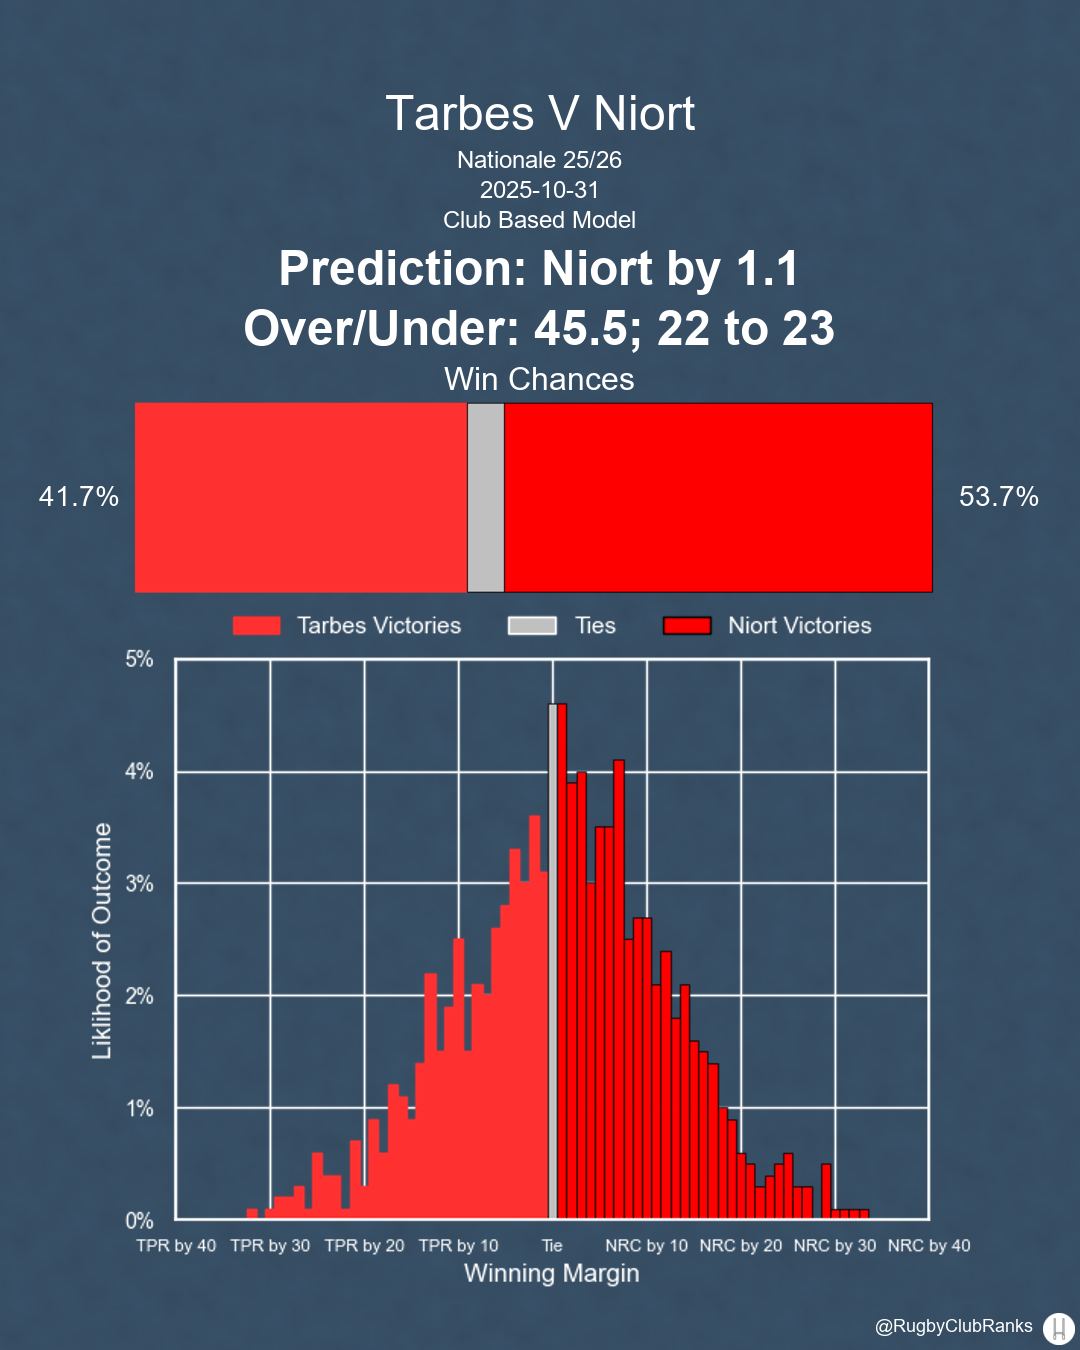 Tarbes V Niort
Nationale 25/26
2025-10-31
Club Based Model
Prediction: Niort by 1.1
Over/Under: 45.5; 22 to 23
Win Chances
41.7%
53.7%
Tarbes Victories
Ties
Niort Victories
5%
4%
3%
2%
1%
0%
Liklihood of Outcome
TPR by 40
TPR by 30
TPR by 20
TPR by 10
Tie
NRC by 10
NRC by 20
NRC by 30
NRC by 40
Winning Margin
@RugbyClubRanks